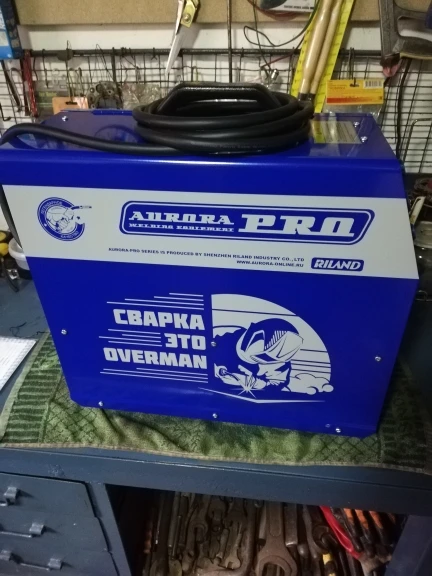 AURORA PRO
WELDING EQUIPMENT
AURORA PRO SERIES IS PRODUCED BY SHENZHEN RILAND INDUSTRY CO., LTD
WWW.AURORA-ONLINE.RU
RILAND
СВАРКА
ЭТО
OVERMAN